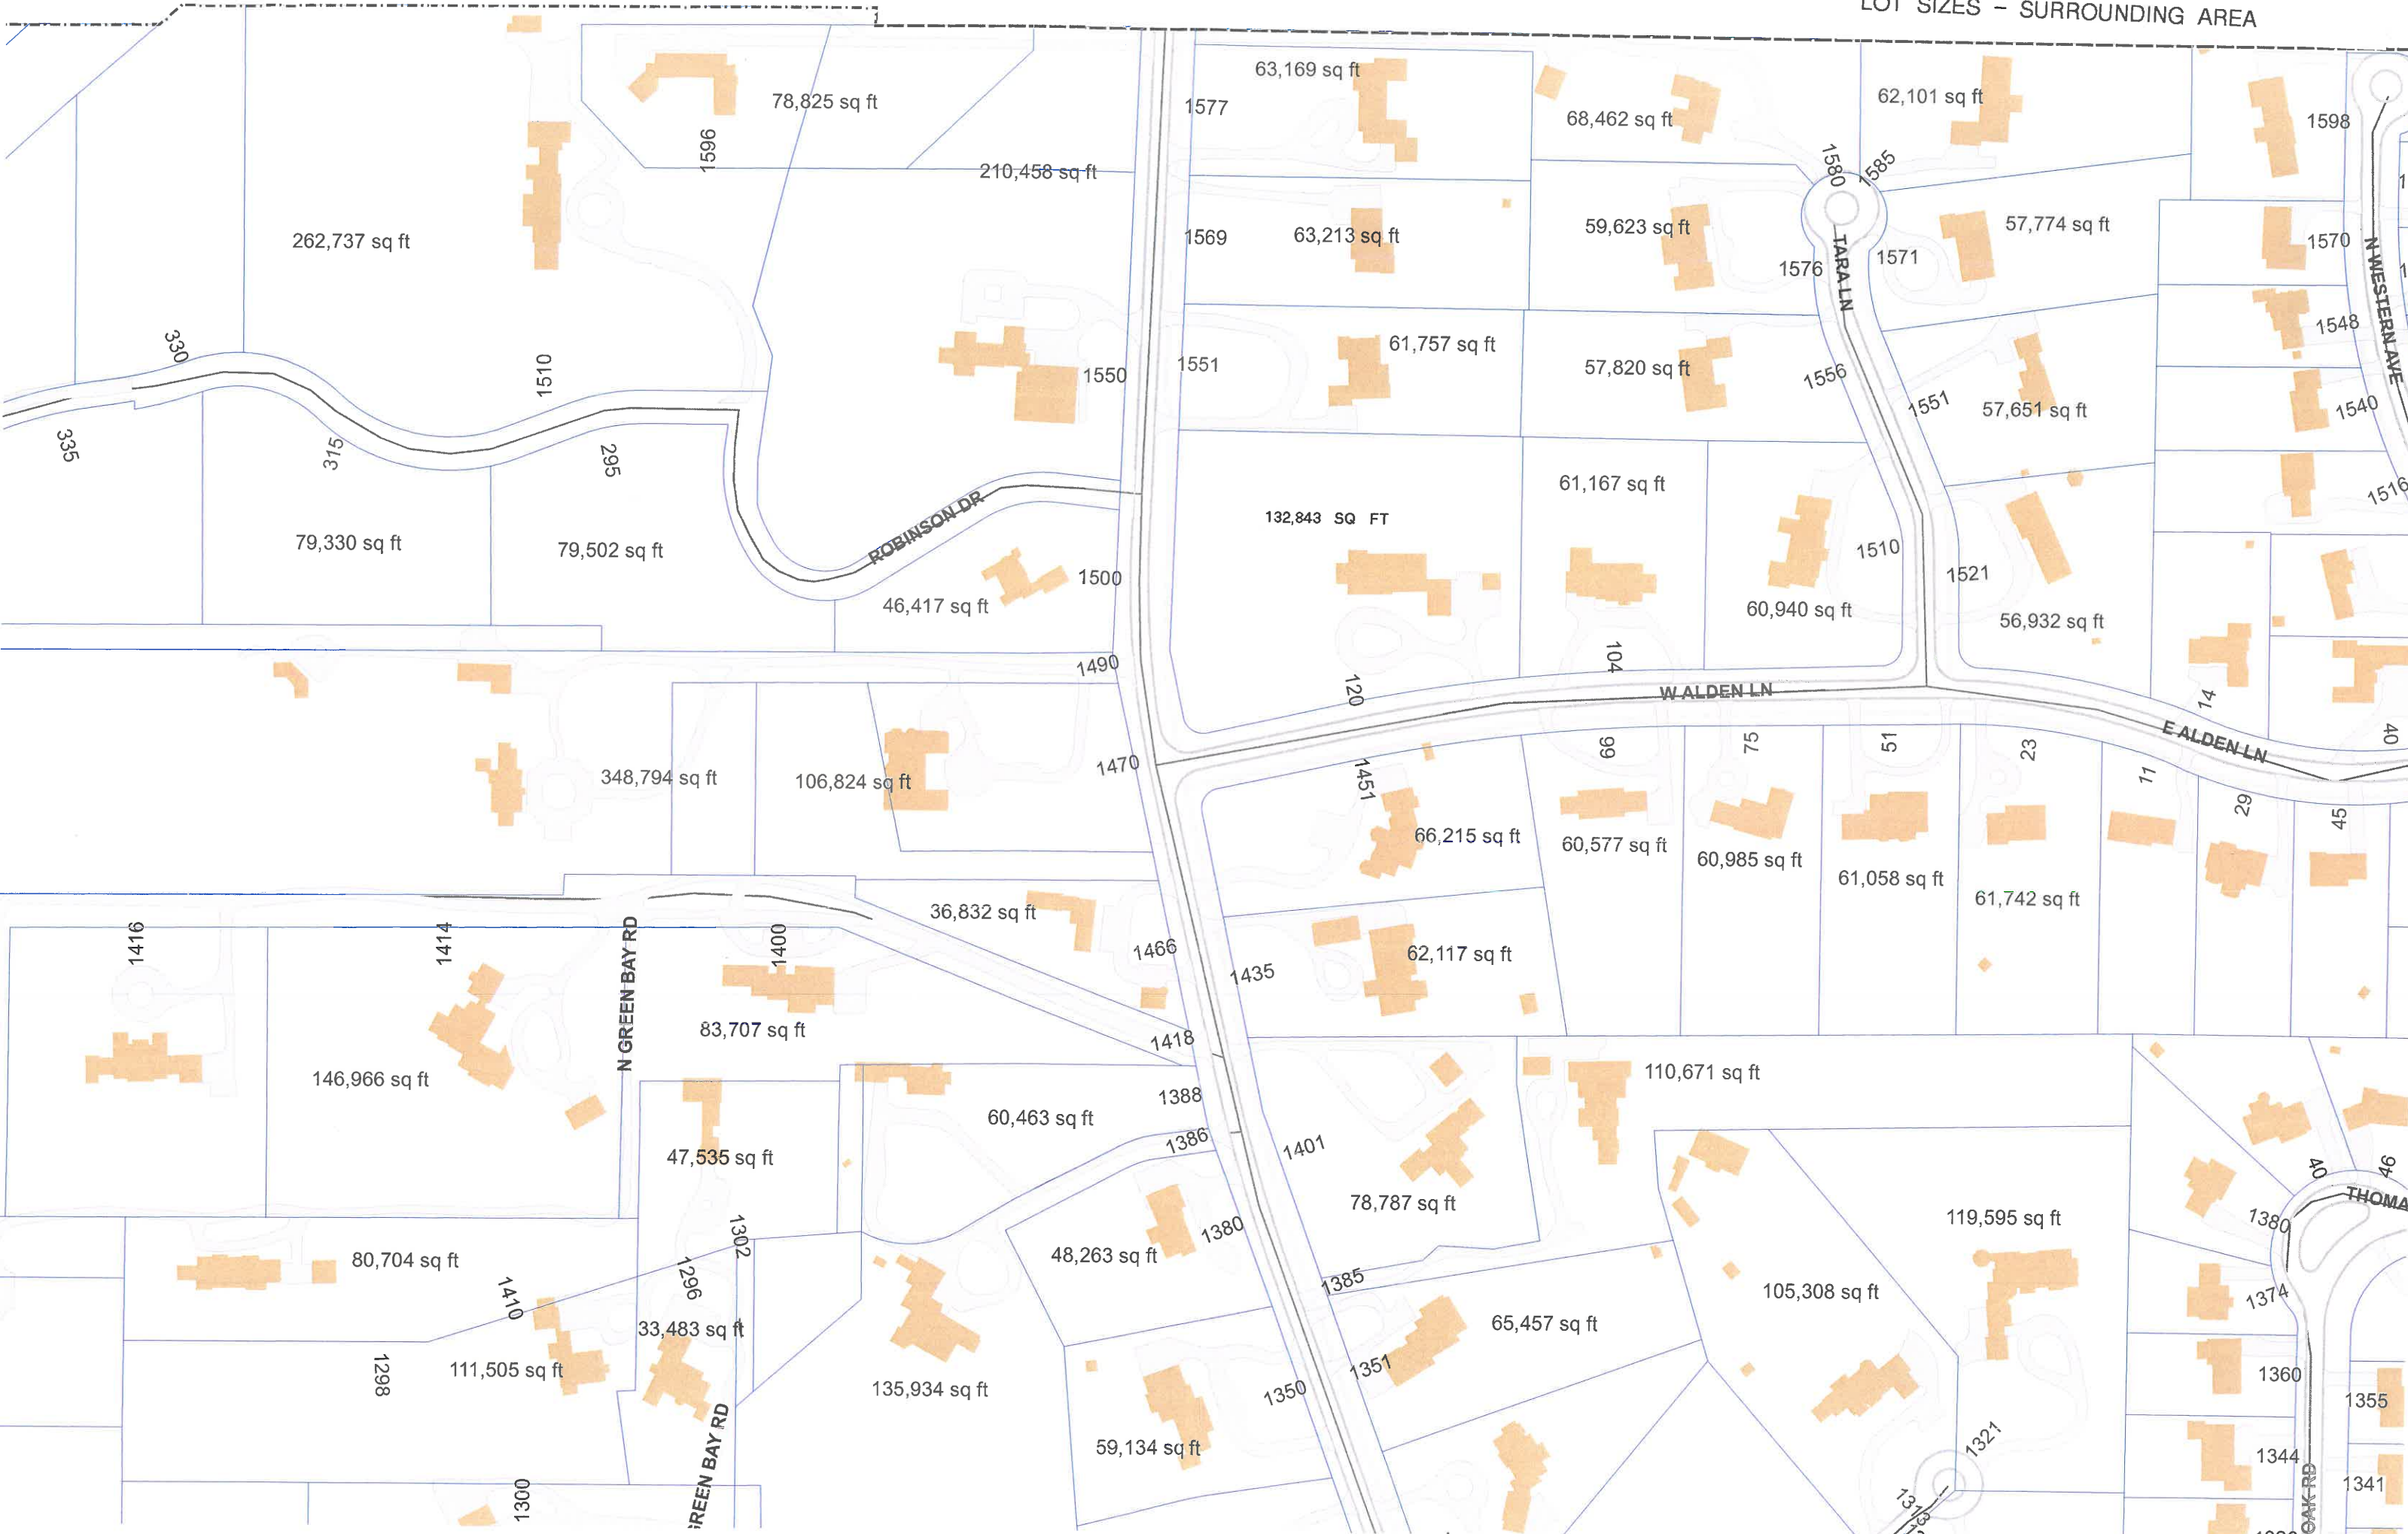 LOT SIZES - SURROUNDING AREA
63,169 sq ft
78,825 sq ft
1577
68,462 sq ft
62,101 sq ft
1598
1596
210,458 sq ft
1580
1585
262,737 sq ft
1569
63,213 sq ft
59,623 sq ft
57,774 sq ft
1570
1576
TARA LN
1571
N WESTERN AVE
330
1510
1550
1551
61,757 sq ft
57,820 sq ft
1556
1551
57,651 sq ft
1548
1540
335
315
295
61,167 sq ft
1516
132,843 SQ FT
79,330 sq ft
79,502 sq ft
ROBINSON DR
1500
46,417 sq ft
1510
1521
60,940 sq ft
56,932 sq ft
1490
120
104
W ALDEN LN
14
E ALDEN LN
40
1470
348,794 sq ft
106,824 sq ft
1451
99
75
51
23
11
29
45
66,215 sq ft
60,577 sq ft
60,985 sq ft
61,058 sq ft
61,742 sq ft
36,832 sq ft
1416
1414
N GREEN BAY RD
1400
1466
1435
62,117 sq ft
83,707 sq ft
1418
146,966 sq ft
1388
60,463 sq ft
1386
1401
110,671 sq ft
47,535 sq ft
78,787 sq ft
40
46
THOMA
119,595 sq ft
1380
1302
1380
48,263 sq ft
80,704 sq ft
1410
1296
1385
105,308 sq ft
1374
33,483 sq ft
65,457 sq ft
1298
111,505 sq ft
135,934 sq ft
1350
1351
1360
1355
59,134 sq ft
1321
1344
1341
1300
GREEN BAY RD
1313
OAK RD